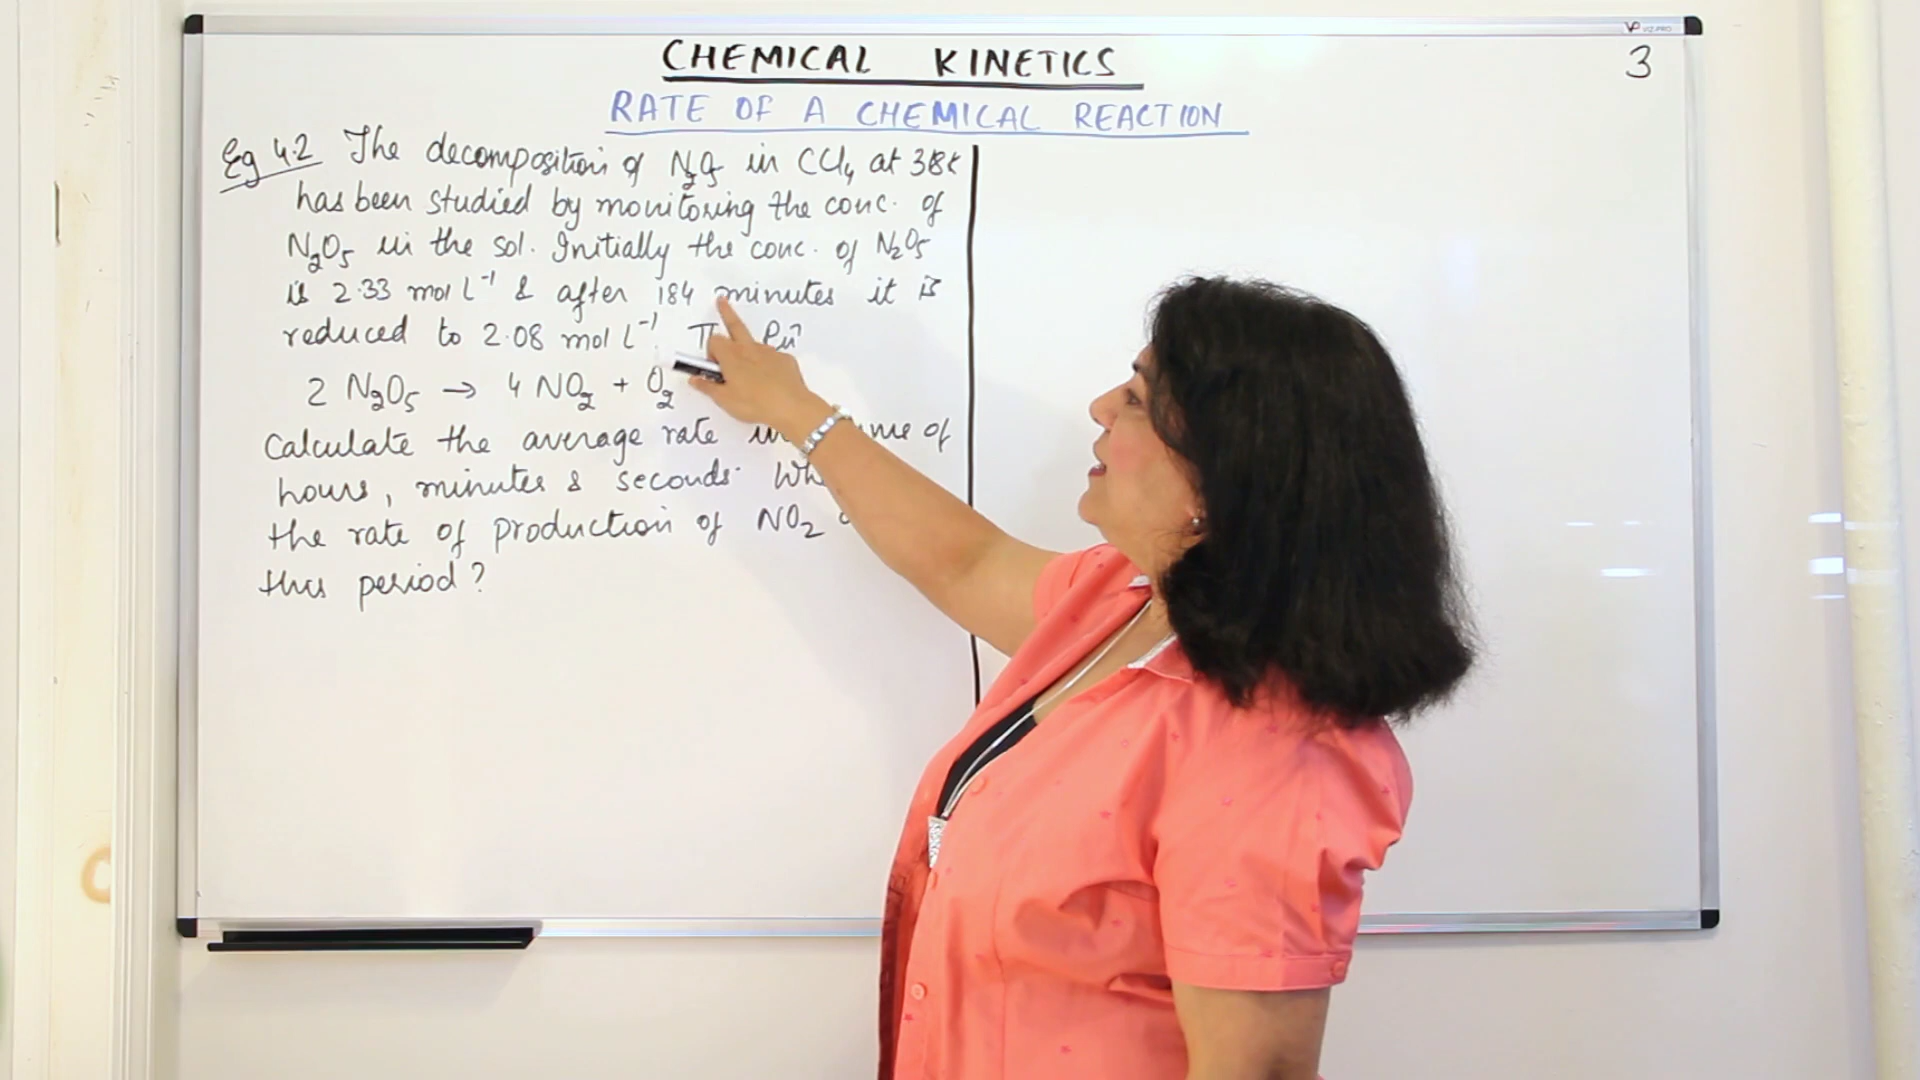 VIZ-PRO
CHEMICAL KINETICS
3
RATE OF A CHEMICAL REACTION
Eg 4.2 The decomposition of N₂O₅ in CCl₄ at 318K
has been studied by monitoring the conc. of
N₂O₅ in the sol. Initially the conc. of N₂O₅
is 2.33 mol L⁻¹ & after 184 minutes it is
reduced to 2.08 mol L⁻¹.
2 N₂O₅ → 4 NO₂ + O₂
Calculate the average rate in of
hours, minutes & seconds.
the rate of production of NO₂
this period?